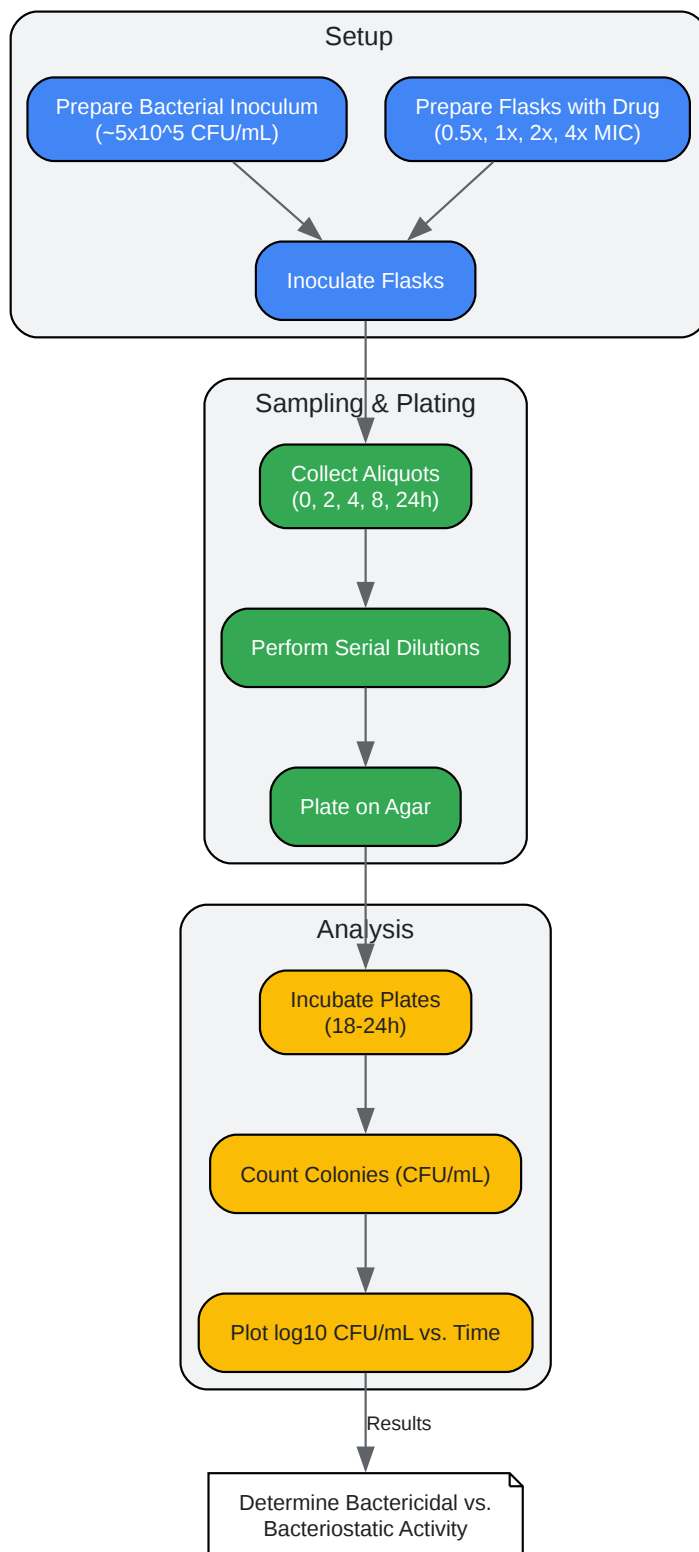 Setup
Prepare Bacterial Inoculum
(~5x10^5 CFU/mL)
Prepare Flasks with Drug
(0.5x, 1x, 2x, 4x MIC)
Inoculate Flasks
Sampling & Plating
Collect Aliquots
(0, 2, 4, 8, 24h)
Perform Serial Dilutions
Plate on Agar
Analysis
Incubate Plates
(18-24h)
Count Colonies (CFU/mL)
Plot log10 CFU/mL vs. Time
Results
Determine Bactericidal vs.
Bacteriostatic Activity